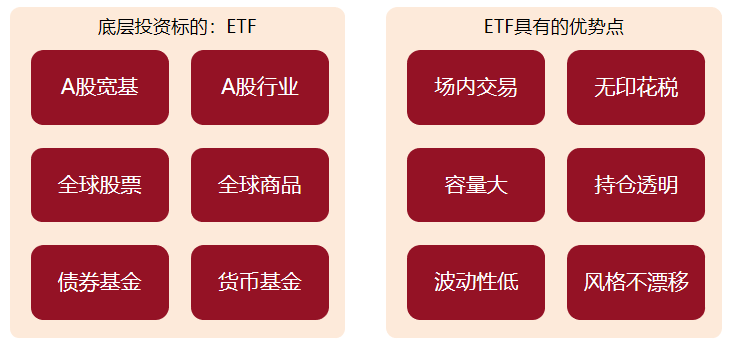 底层投资标的：ETF
A股宽基
A股行业
全球股票
全球商品
债券基金
货币基金
ETF具有的优势点
场内交易
无印花税
容量大
持仓透明
波动性低
风格不漂移